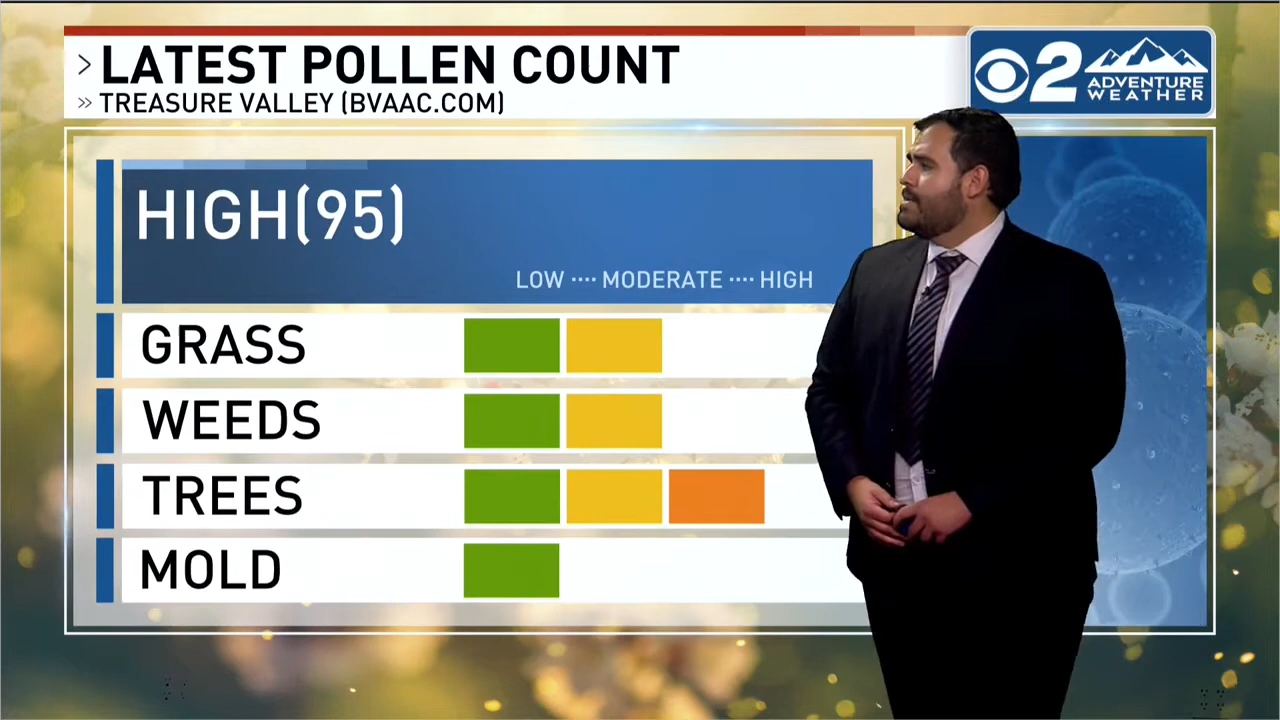 > LATEST POLLEN COUNT
» TREASURE VALLEY (BVAAC.COM)
2 ADVENTURE WEATHER
HIGH(95)
LOW ···· MODERATE ···· HIGH
GRASS
WEEDS
TREES
MOLD